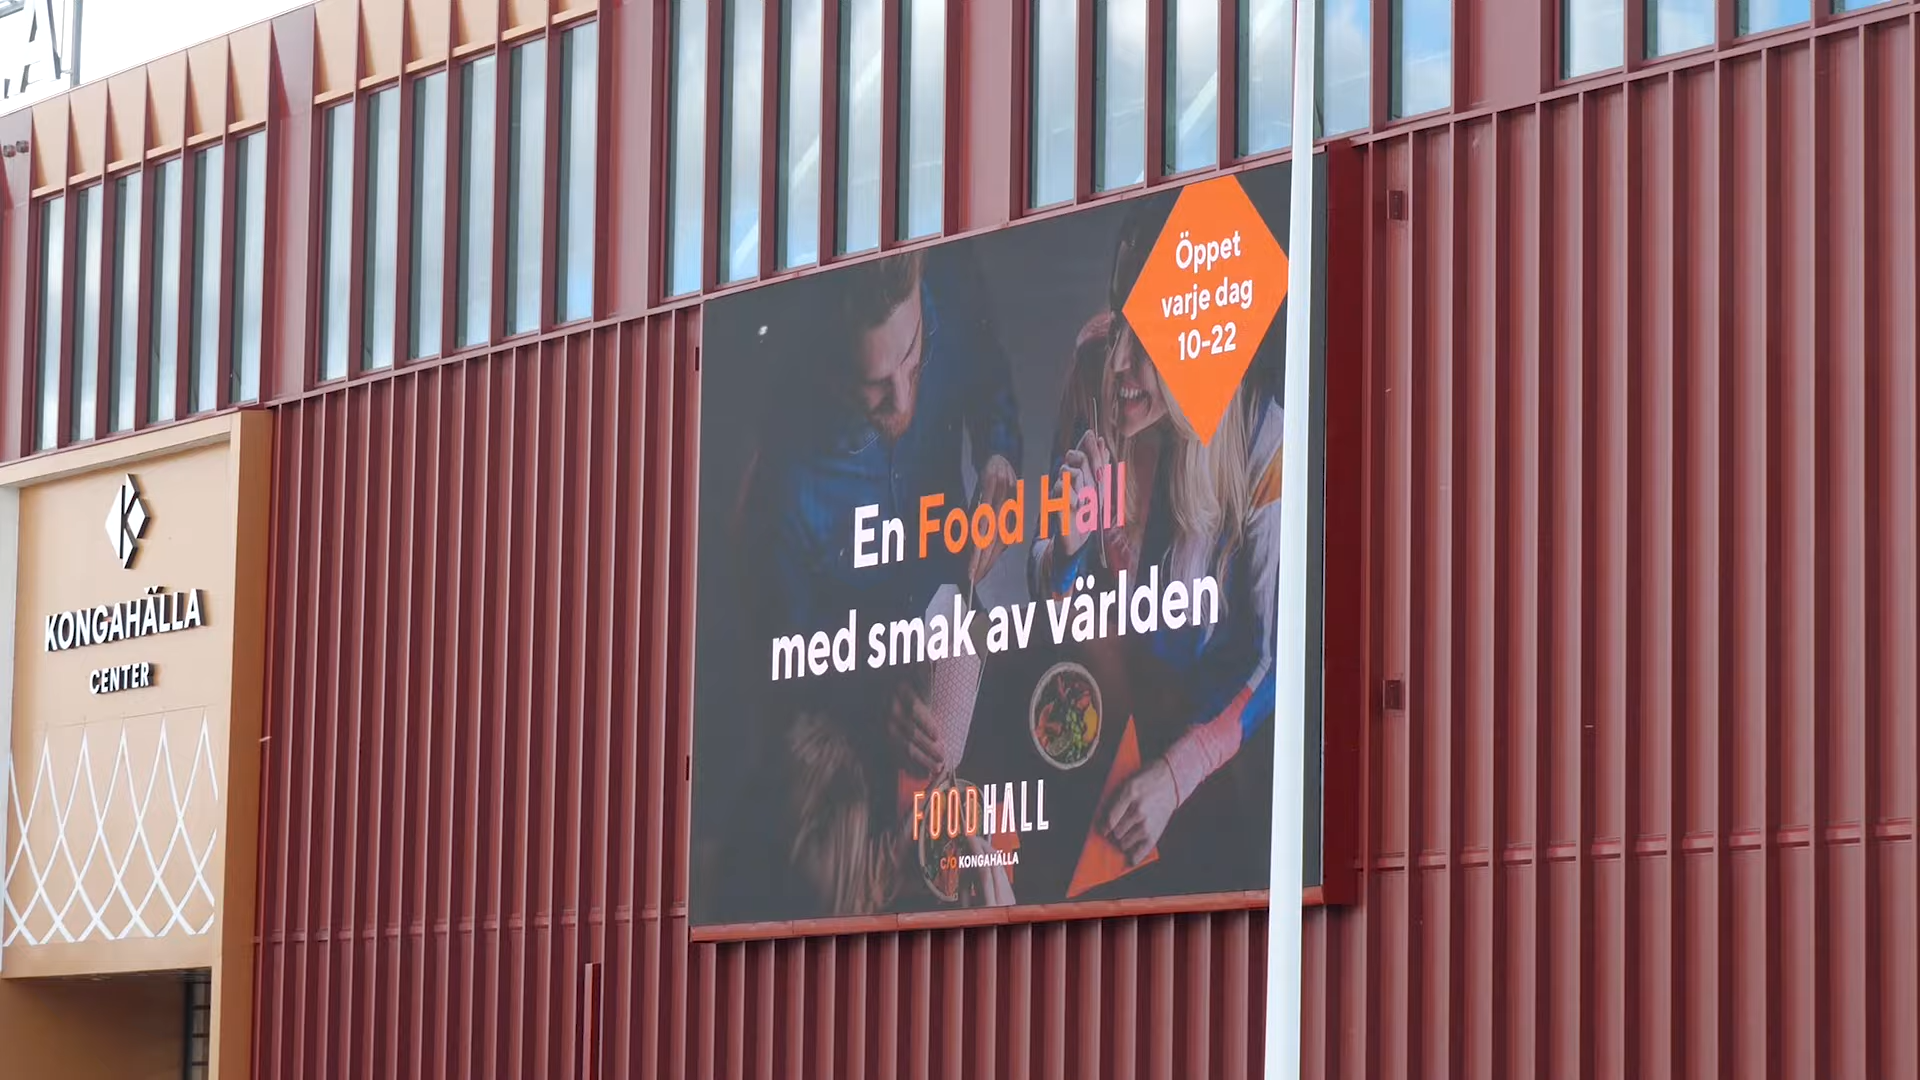 KONGAHÄLLA
CENTER
Öppet
varje dag
10-22
En Food Hall
med smak av världen
FOODHALL
C/O KONGAHÄLLA